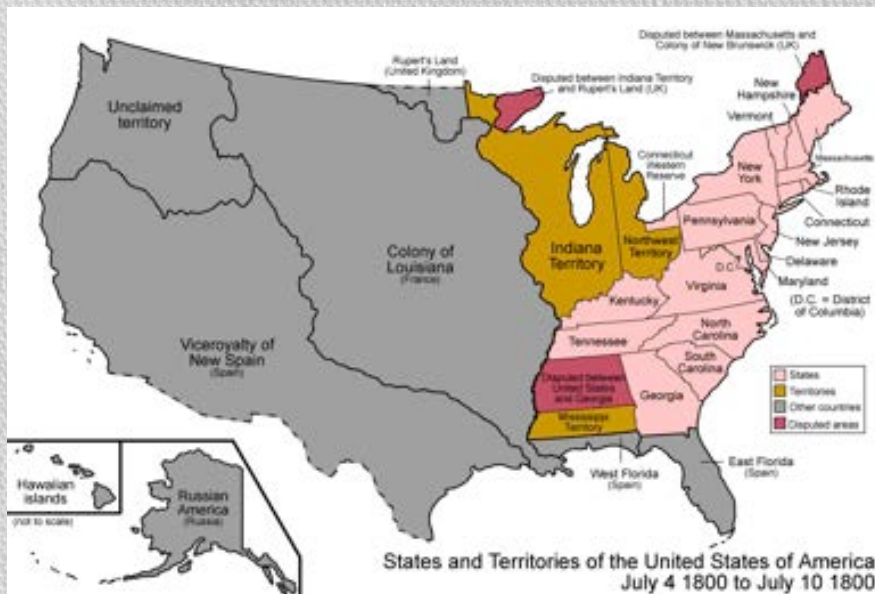 Disputed between Massachusetts and
Colony of New Brunswick (UK)
Rupert's Land
(United Kingdom)
Disputed between Indiana Territory
and Rupert's Land (UK)
New
Hampshire
Vermont
Unclaimed
territory
Connecticut
Western
Reserve
Massachusetts
New
York
Rhode
Island
Connecticut
Pennsylvania
New Jersey
Northwest
Territory
Indiana
Territory
Colony of
Louisiana
(France)
Delaware
D.C.
Maryland
(D.C. = District
of Columbia)
Virginia
Kentucky
North
Carolina
Tennessee
Viceroyalty of
New Spain
(Spain)
South
Carolina
Disputed between
United States
and Georgia
Georgia
States
Territories
Other countries
Disputed areas
Mississippi
Territory
West Florida
(Spain)
East Florida
(Spain)
Hawaiian
islands
(not to scale)
Russian
America
(Russia)
States and Territories of the United States of America
July 4 1800 to July 10 1800